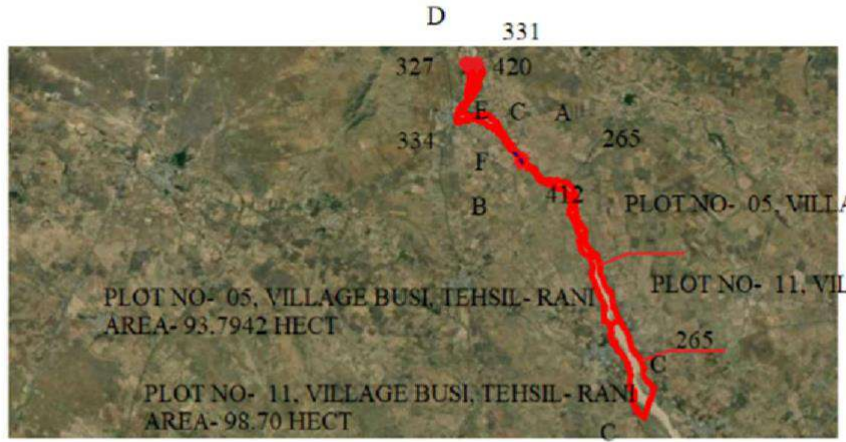 D
331
327 420
E C A
334 265
F
412
B PLOT NO- 05, VILLA
PLOT NO- 11, VIL
PLOT NO- 05, VILLAGE BUSI, TEHSIL- RANI
AREA- 93.7942 HECT
265
C
PLOT NO- 11, VILLAGE BUSI, TEHSIL- RANI
AREA- 98.70 HECT
C